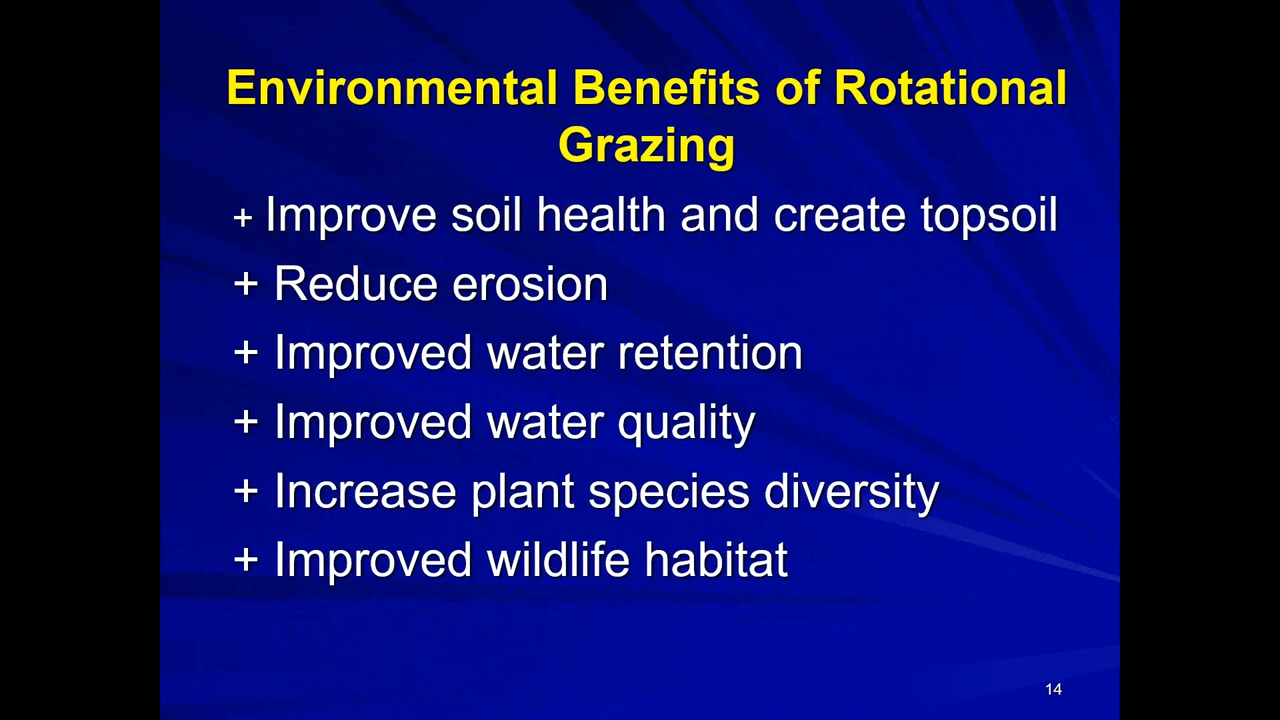 Environmental Benefits of Rotational
Grazing
+ Improve soil health and create topsoil
+ Reduce erosion
+ Improved water retention
+ Improved water quality
+ Increase plant species diversity
+ Improved wildlife habitat
14